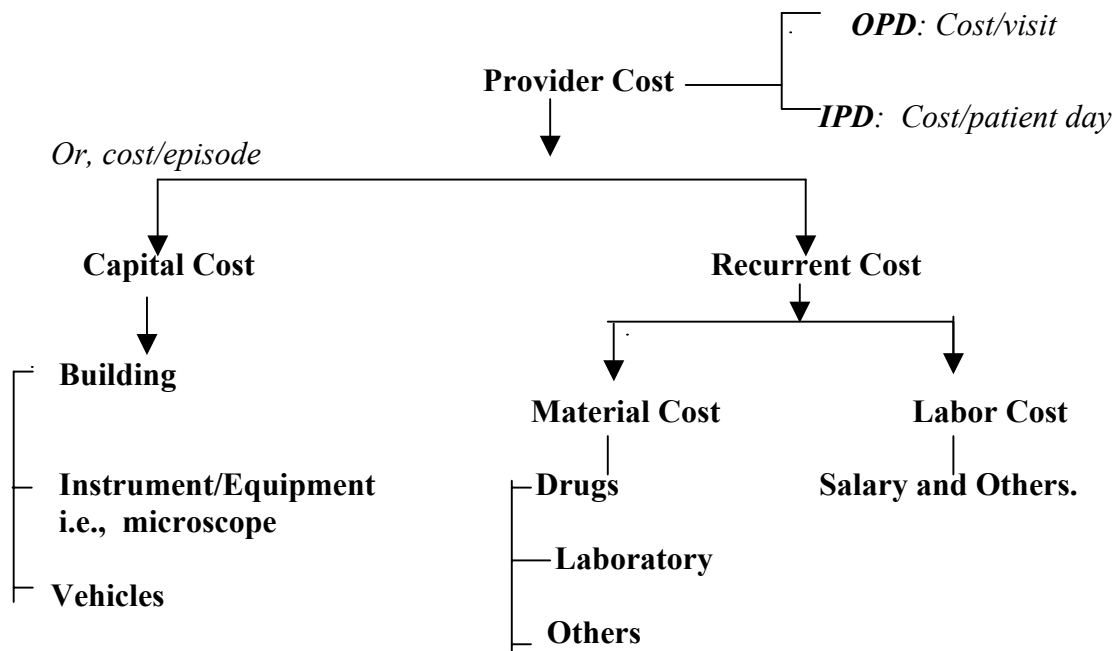 OPD: Cost/visit
Provider Cost
IPD: Cost/patient day
Or, cost/episode
Capital Cost
Recurrent Cost
Building
Material Cost
Labor Cost
Instrument/Equipment
i.e., microscope
Drugs
Salary and Others.
Laboratory
Vehicles
Others